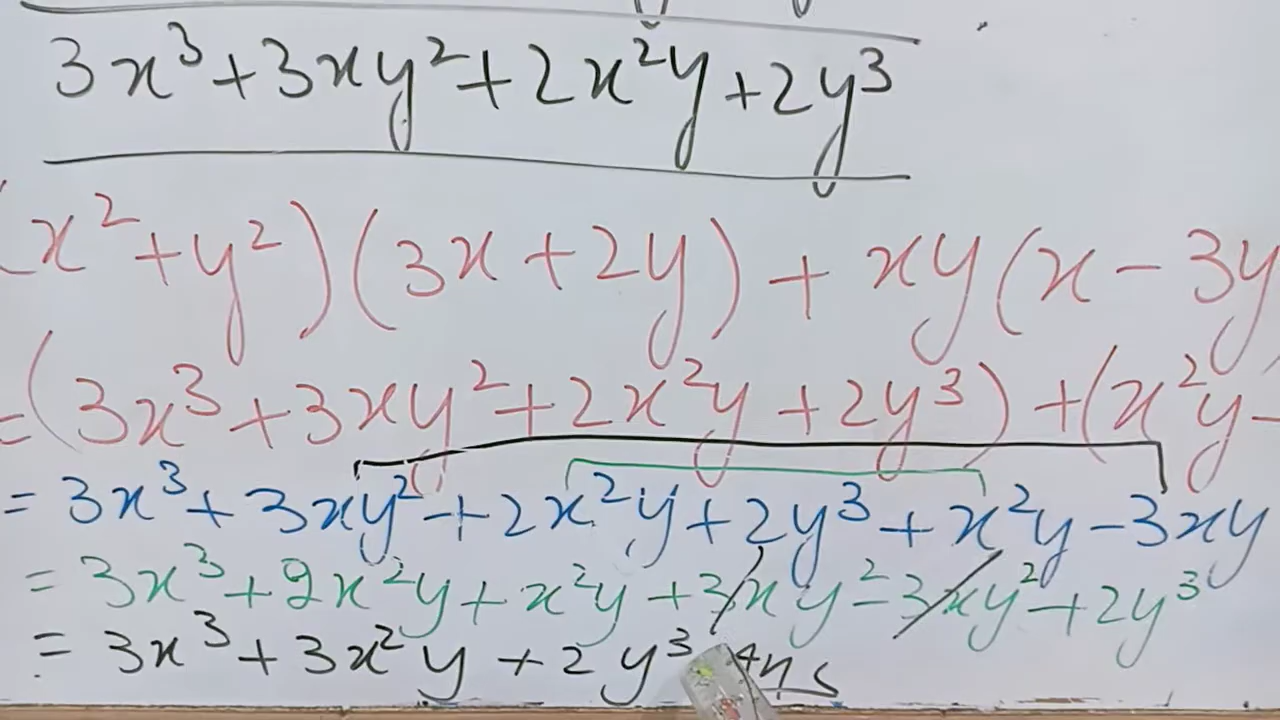 3x³+3xy²+2x²y+2y³
(x²+y²)(3x+2y)+xy(x-3y
=(3x³+3xy²+2x²y+2y³)+(x²y-
=3x³+3xy²+2x²y+2y³+x²y-3xy
=3x³+2x²y+x²y+3xy²-3xy²+2y³
=3x³+3x²y+2y³ Ans